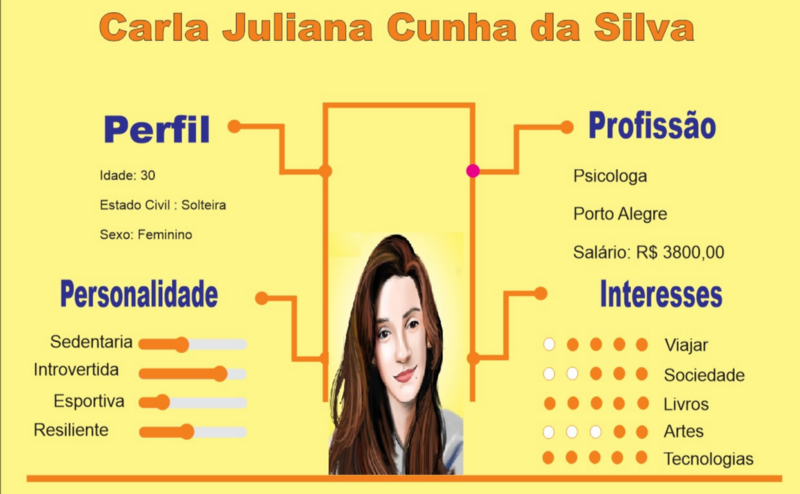 Carla Juliana Cunha da Silva
Perfil
Idade: 30
Estado Civil : Solteira
Sexo: Feminino
Profissão
Psicologa
Porto Alegre
Salário: R$ 3800,00
Personalidade
Sedentaria
Introvertida
Esportiva
Resiliente
Interesses
Viajar
Sociedade
Livros
Artes
Tecnologias